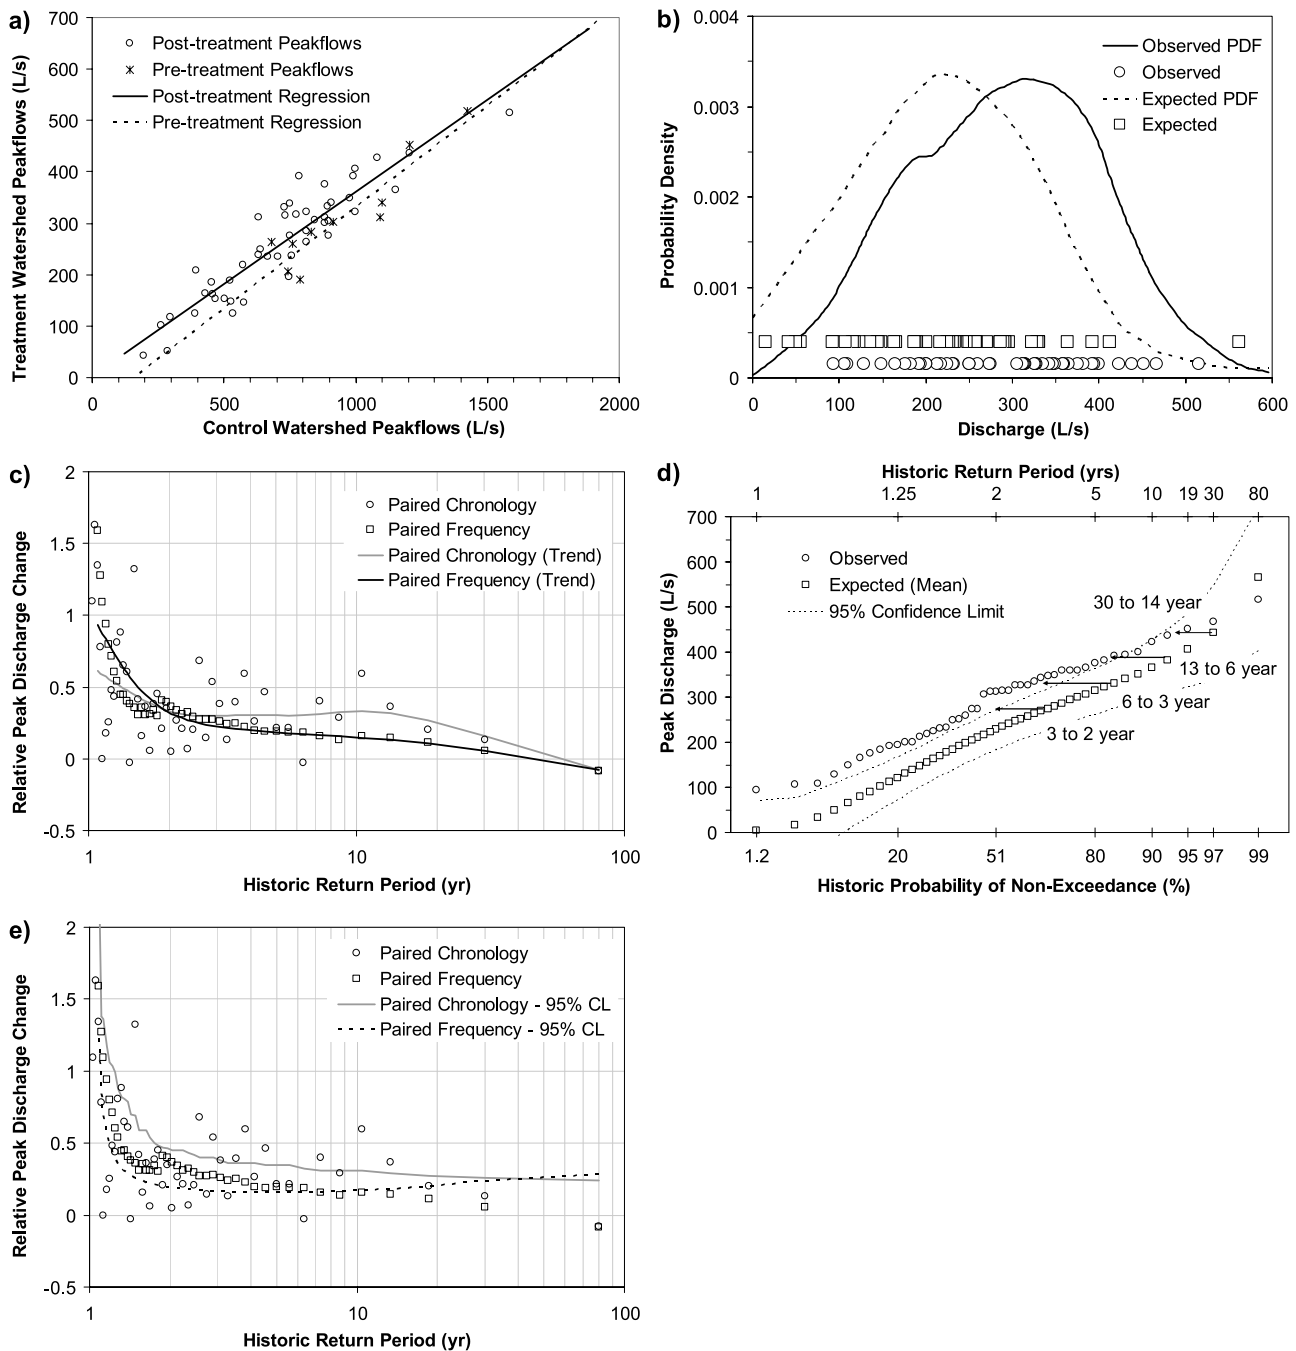 a)
700
600
500
400
300
200
100
0
Treatment Watershed Peakflows (L/s)
Post-treatment Peakflows
Pre-treatment Peakflows
Post-treatment Regression
Pre-treatment Regression
0 500 1000 1500 2000
Control Watershed Peakflows (L/s)
b)
0.004
0.003
0.002
0.001
0
Probability Density
Observed PDF
Observed
Expected PDF
Expected
0 100 200 300 400 500 600
Discharge (L/s)
c)
2
1.5
1
0.5
0
-0.5
Relative Peak Discharge Change
Paired Chronology
Paired Frequency
Paired Chronology (Trend)
Paired Frequency (Trend)
1 10 100
Historic Return Period (yr)
d)
Historic Return Period (yrs)
1 1.25 2 5 10 19 30 80
700
600
500
400
300
200
100
0
Peak Discharge (L/s)
Observed
Expected (Mean)
95% Confidence Limit
30 to 14 year
13 to 6 year
6 to 3 year
3 to 2 year
1.2 20 51 80 90 95 97 99
Historic Probability of Non-Exceedance (%)
e)
2
1.5
1
0.5
0
-0.5
Relative Peak Discharge Change
Paired Chronology
Paired Frequency
Paired Chronology - 95% CL
Paired Frequency - 95% CL
1 10 100
Historic Return Period (yr)